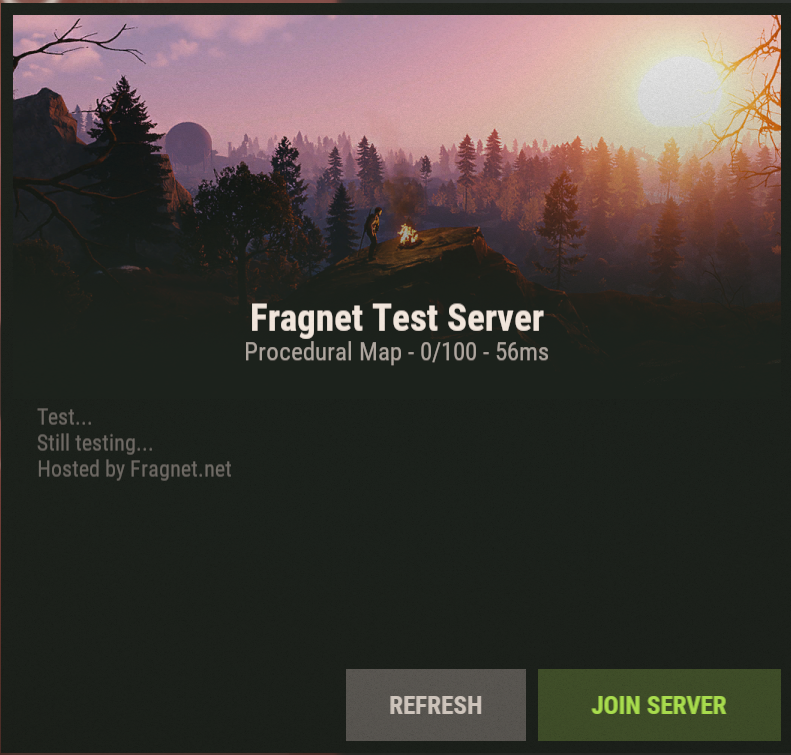 Fragnet Test Server
Procedural Map - 0/100 - 56ms
Test...
Still testing...
Hosted by Fragnet.net
REFRESH
JOIN SERVER